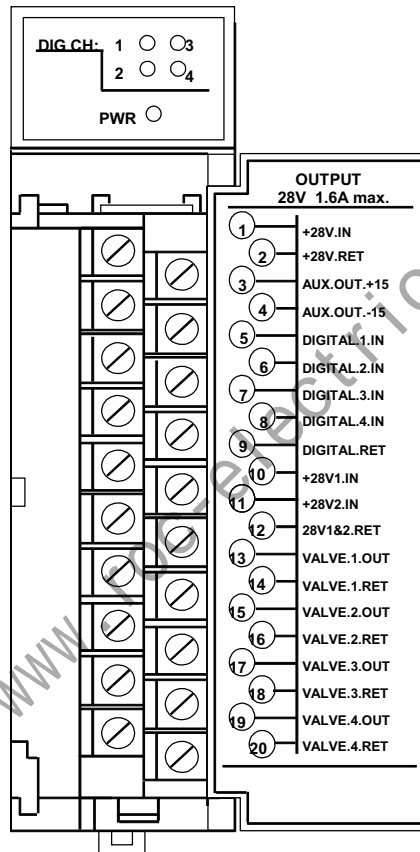 DIG.CH: 1 3
2 4
PWR
OUTPUT
28V 1.6A max.
1 +28V.IN
2 +28V.RET
3 AUX.OUT.+15
4 AUX.OUT.-15
5 DIGITAL.1.IN
6 DIGITAL.2.IN
7 DIGITAL.3.IN
8 DIGITAL.4.IN
9 DIGITAL.RET
10 +28V1.IN
11 +28V2.IN
12 28V1&2.RET
13 VALVE.1.OUT
14 VALVE.1.RET
15 VALVE.2.OUT
16 VALVE.2.RET
17 VALVE.3.OUT
18 VALVE.3.RET
19 VALVE.4.OUT
20 VALVE.4.RET
www.roc-electric